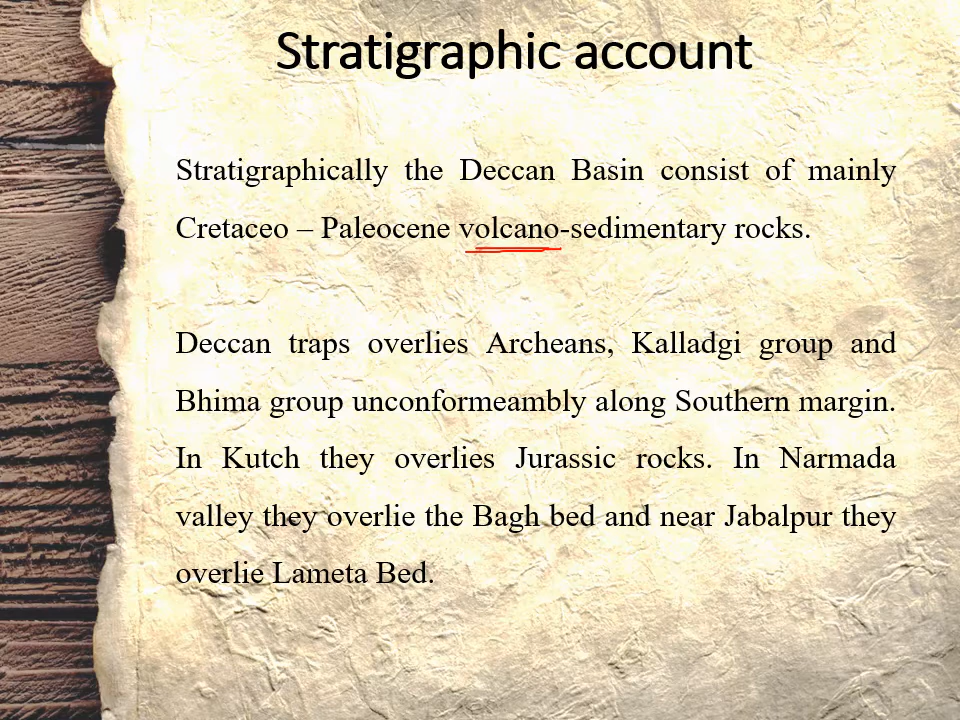 Stratigraphic account
Stratigraphically the Deccan Basin consist of mainly
Cretaceo – Paleocene volcano-sedimentary rocks.
Deccan traps overlies Archeans, Kalladgi group and
Bhima group unconformeambly along Southern margin.
In Kutch they overlies Jurassic rocks. In Narmada
valley they overlie the Bagh bed and near Jabalpur they
overlie Lameta Bed.